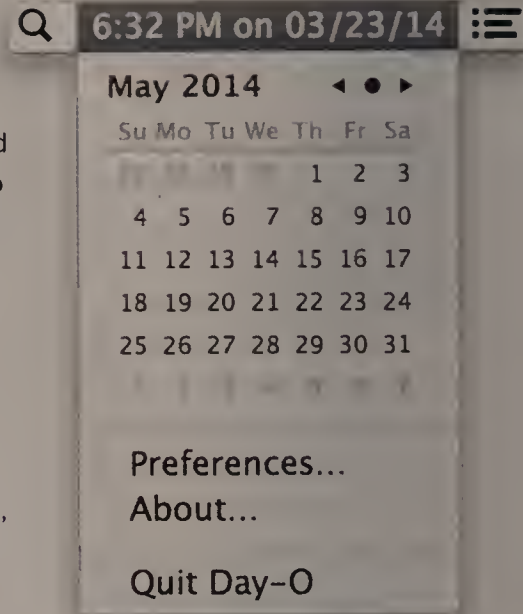 6:32 PM on 03/23/14
May 2014
Su Mo Tu We Th Fr Sa
1 2 3
4 5 6 7 8 9 10
11 12 13 14 15 16 17
18 19 20 21 22 23 24
25 26 27 28 29 30 31
Preferences...
About...
Quit Day-O